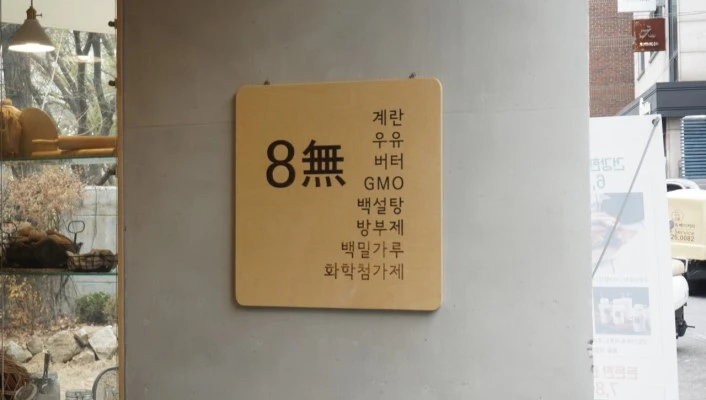 8無
계란
우유
버터
GMO
백설탕
방부제
백밀가루
화학첨가제